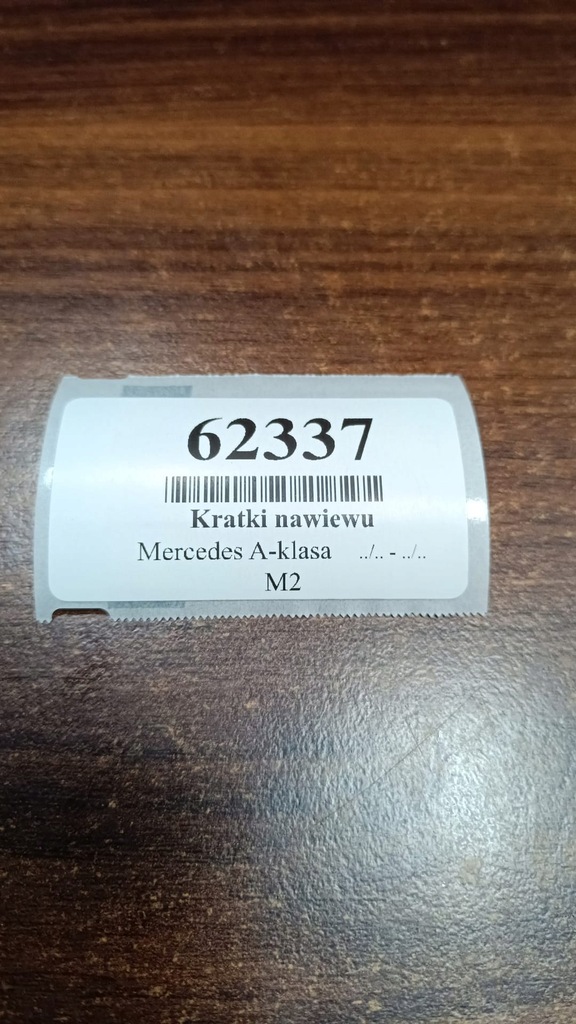 62337
Kratki nawiewu
Mercedes A-klasa ../.. - ../..
M2